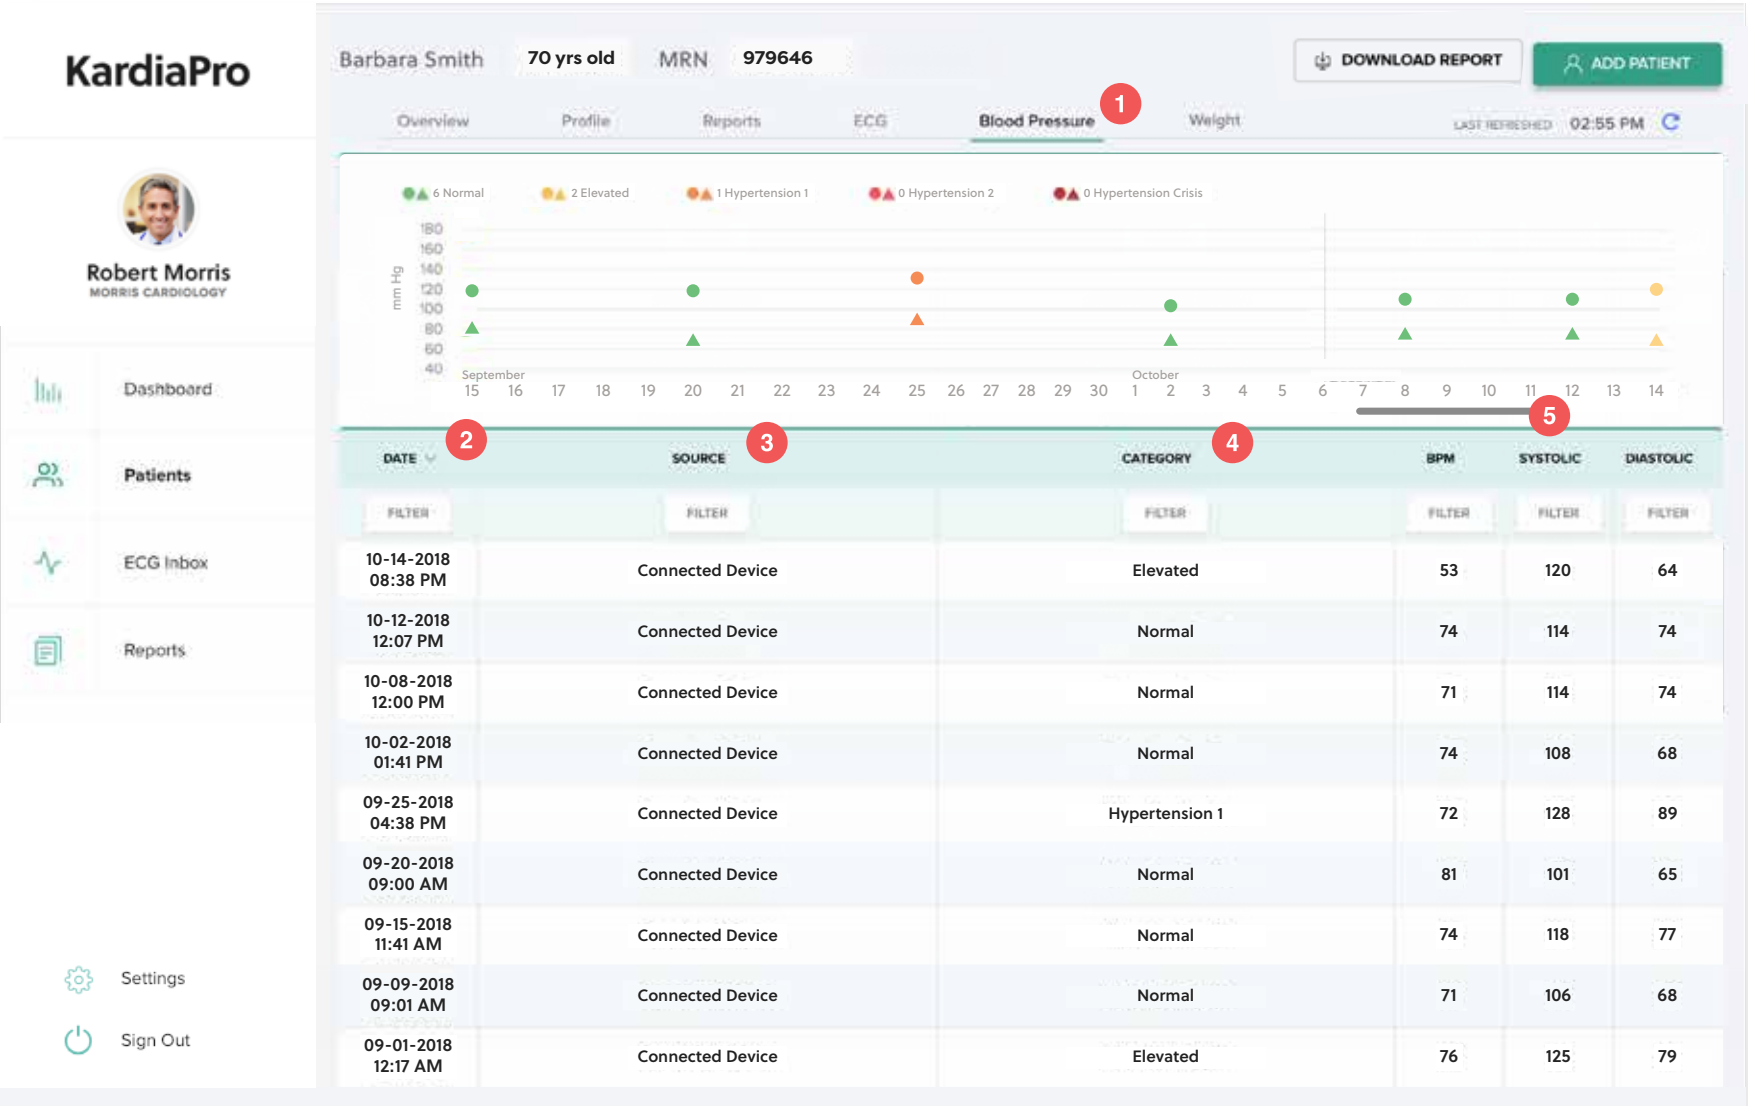 KardiaPro
Robert Morris
MORRIS CARDIOLOGY
Dashboard
Patients
ECG Inbox
Reports
Settings
Sign Out
Barbara Smith 70 yrs old MRN 979646
DOWNLOAD REPORT
ADD PATIENT
Overview Profile Reports ECG Blood Pressure 1 Weight
LAST REFRESHED 02:55 PM
6 Normal 2 Elevated 1 Hypertension 1 0 Hypertension 2 0 Hypertension Crisis
mm Hg
180
160
140
120
100
80
60
40
September October
15 16 17 18 19 20 21 22 23 24 25 26 27 28 29 30 1 2 3 4 5 6 7 8 9 10 11 12 13 14
5
2 3 4
DATE SOURCE CATEGORY BPM SYSTOLIC DIASTOLIC
FILTER FILTER FILTER FILTER FILTER FILTER
10-14-2018
08:38 PM Connected Device Elevated 53 120 64
10-12-2018
12:07 PM Connected Device Normal 74 114 74
10-08-2018
12:00 PM Connected Device Normal 71 114 74
10-02-2018
01:41 PM Connected Device Normal 74 108 68
09-25-2018
04:38 PM Connected Device Hypertension 1 72 128 89
09-20-2018
09:00 AM Connected Device Normal 81 101 65
09-15-2018
11:41 AM Connected Device Normal 74 118 77
09-09-2018
09:01 AM Connected Device Normal 71 106 68
09-01-2018
12:17 AM Connected Device Elevated 76 125 79